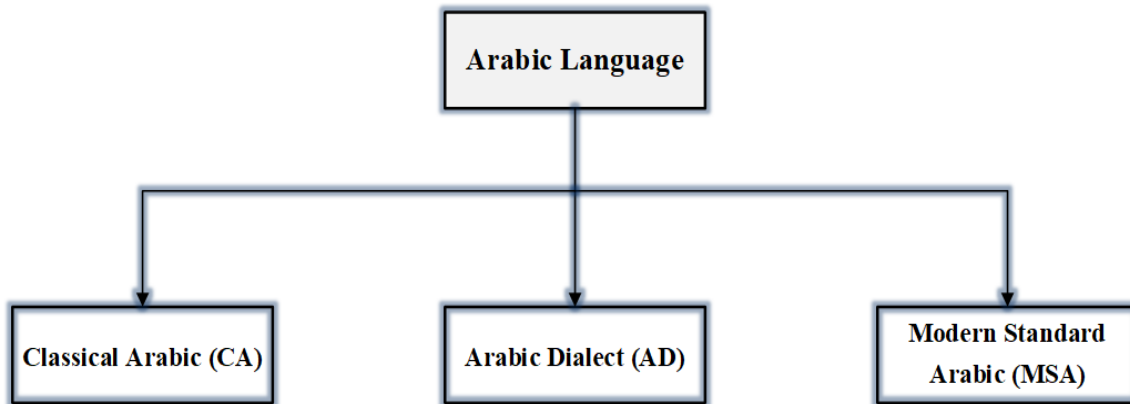 Arabic Language
Classical Arabic (CA)
Arabic Dialect (AD)
Modern Standard
Arabic (MSA)